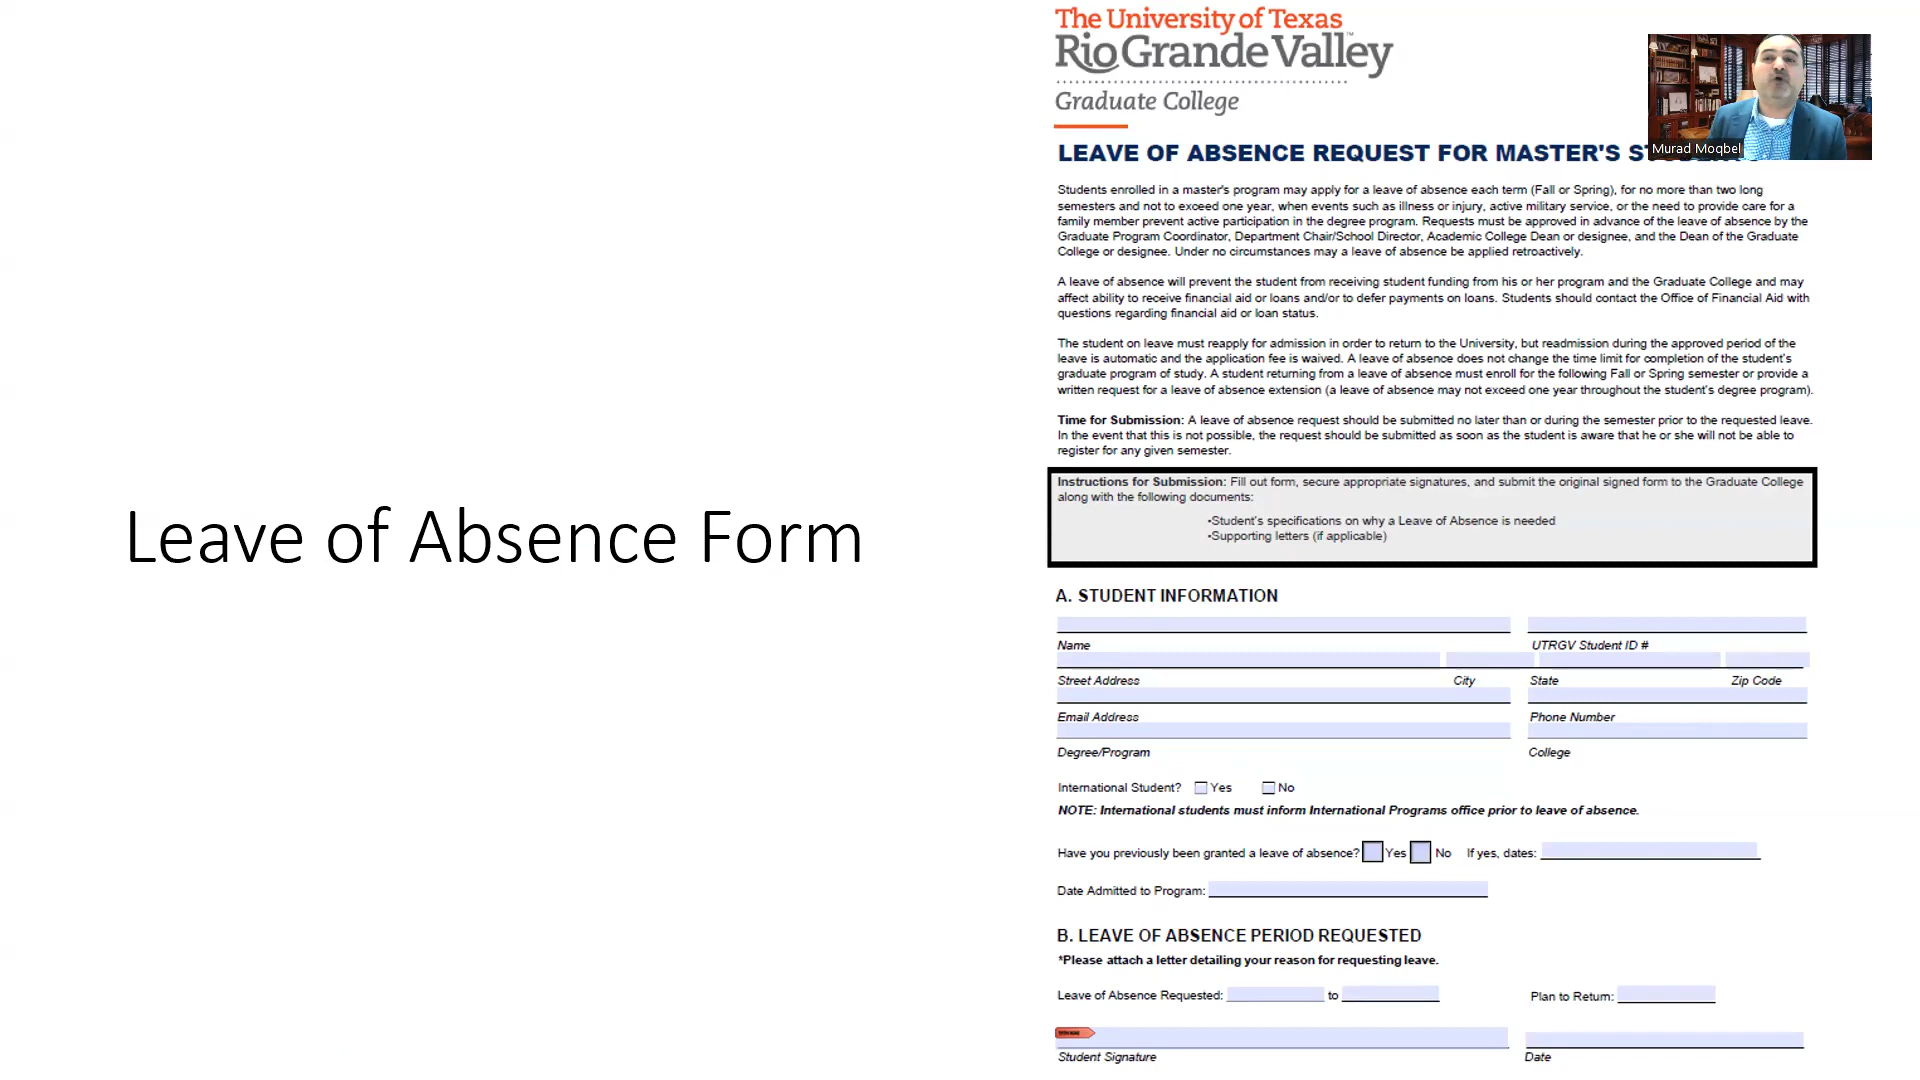 The University of Texas
Rio Grande Valley
Graduate College
Murad Moqbel
LEAVE OF ABSENCE REQUEST FOR MASTER'S
Students enrolled in a master's program may apply for a leave of absence each term (Fall or Spring), for no more than two long
semesters and not to exceed one year, when events such as illness or injury, active military service, or the need to provide care for a
family member prevent active participation in the degree program. Requests must be approved in advance of the leave of absence by the
Graduate Program Coordinator, Department Chair/School Director, Academic College Dean or designee, and the Dean of the Graduate
College or designee. Under no circumstances may a leave of absence be applied retroactively.
A leave of absence will prevent the student from receiving student funding from his or her program and the Graduate College and may
affect ability to receive financial aid or loans and/or to defer payments on loans. Students should contact the Office of Financial Aid with
questions regarding financial aid or loan status.
The student on leave must reapply for admission in order to return to the University, but readmission during the approved period of the
leave is automatic and the application fee is waived. A leave of absence does not change the time limit for completion of the student's
graduate program of study. A student returning from a leave of absence must enroll for the following Fall or Spring semester or provide a
written request for a leave of absence extension (a leave of absence may not exceed one year throughout the student's degree program).
Time for Submission: A leave of absence request should be submitted no later than or during the semester prior to the requested leave.
In the event that this is not possible, the request should be submitted as soon as the student is aware that he or she will not be able to
register for any given semester.
Instructions for Submission: Fill out form, secure appropriate signatures, and submit the original signed form to the Graduate College
along with the following documents:
•Student's specifications on why a Leave of Absence is needed
•Supporting letters (if applicable)
Leave of Absence Form
A. STUDENT INFORMATION
Name UTRGV Student ID #
Street Address City State Zip Code
Email Address Phone Number
Degree/Program College
International Student? Yes No
NOTE: International students must inform International Programs office prior to leave of absence.
Have you previously been granted a leave of absence? Yes No If yes, dates:
Date Admitted to Program:
B. LEAVE OF ABSENCE PERIOD REQUESTED
*Please attach a letter detailing your reason for requesting leave.
Leave of Absence Requested: to Plan to Return:
Student Signature Date